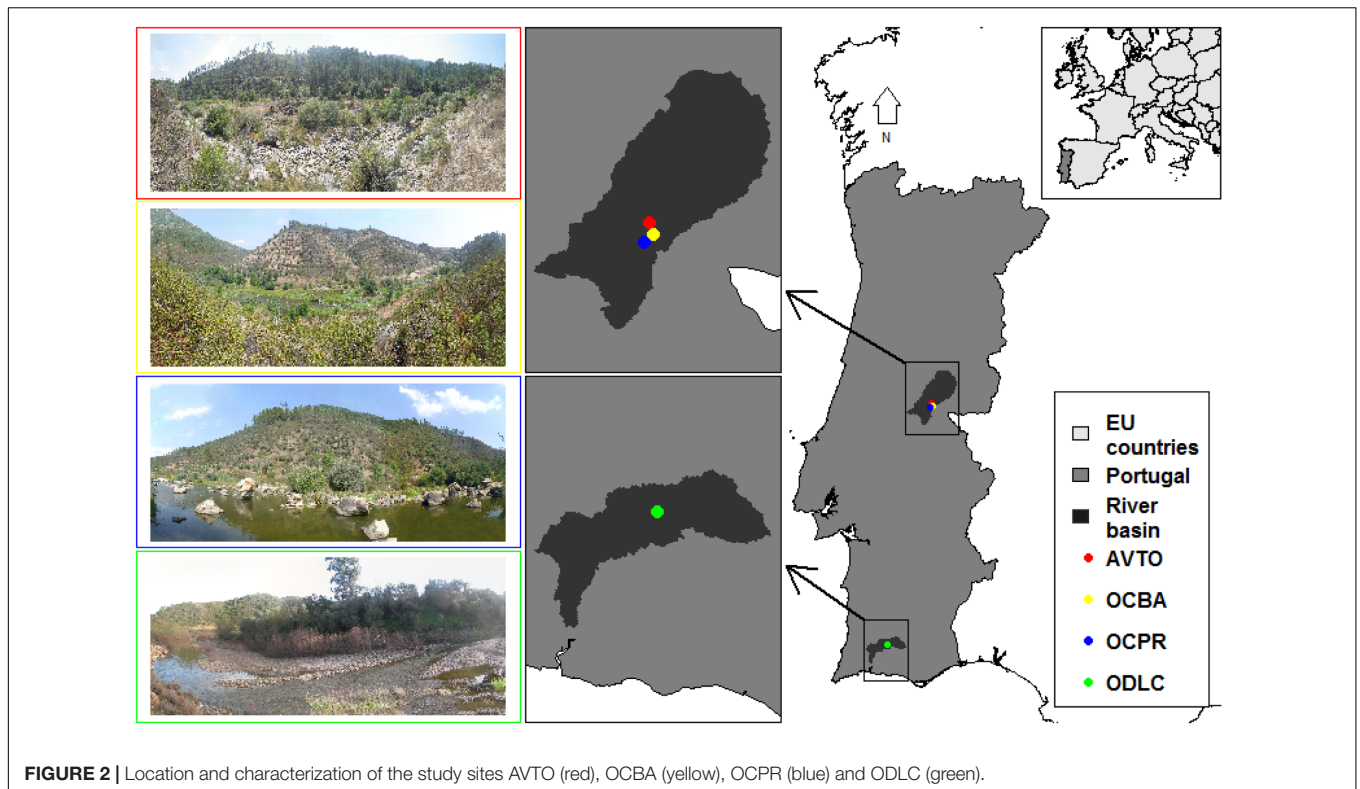 N
EU
countries
Portugal
River
basin
AVTO
OCBA
OCPR
ODLC
FIGURE 2 | Location and characterization of the study sites AVTO (red), OCBA (yellow), OCPR (blue) and ODLC (green).